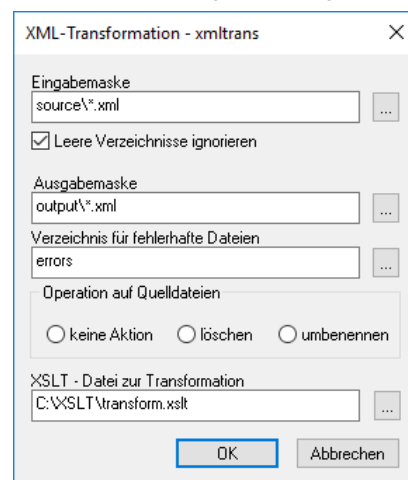 XML-Transformation - xmltrans
Eingabemaske
source\*.xml
...
Leere Verzeichnisse ignorieren
Ausgabemaske
output\*.xml
...
Verzeichnis für fehlerhafte Dateien
errors
...
Operation auf Quelldateien
keine Aktion löschen umbenennen
XSLT - Datei zur Transformation
C:\XSLT\transform.xslt
...
OK Abbrechen